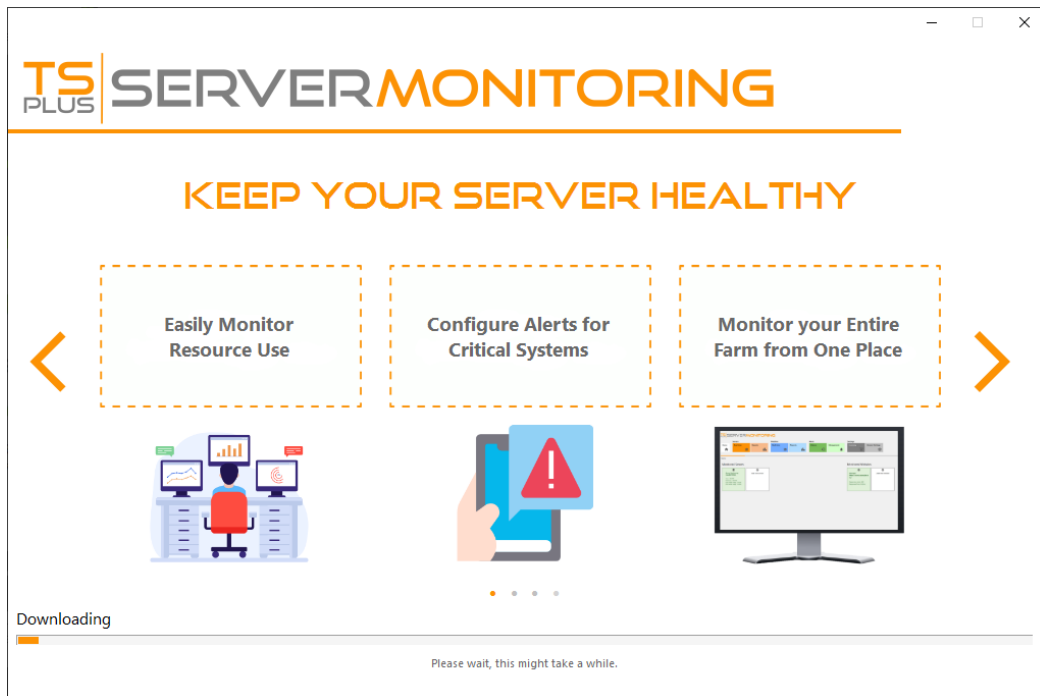 TS PLUS SERVERMONITORING
KEEP YOUR SERVER HEALTHY
Easily Monitor
Resource Use
Configure Alerts for
Critical Systems
Monitor your Entire
Farm from One Place
SERVERMONITORING
Downloading
Please wait, this might take a while.